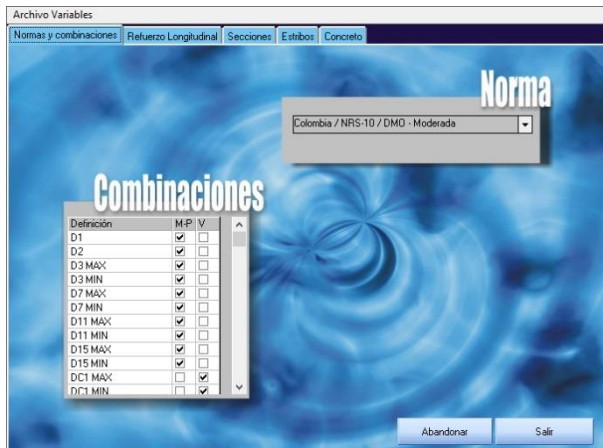 Archivo Variables
Normas y combinaciones Refuerzo Longitudinal Secciones Estribos Concreto
Norma
Colombia / NRS-10 / DMO - Moderada
Combinaciones
Definición M-P V
D1
D2
D3 MAX
D3 MIN
D7 MAX
D7 MIN
D11 MAX
D11 MIN
D15 MAX
D15 MIN
DC1 MAX
DC1 MIN
Abandonar Salir